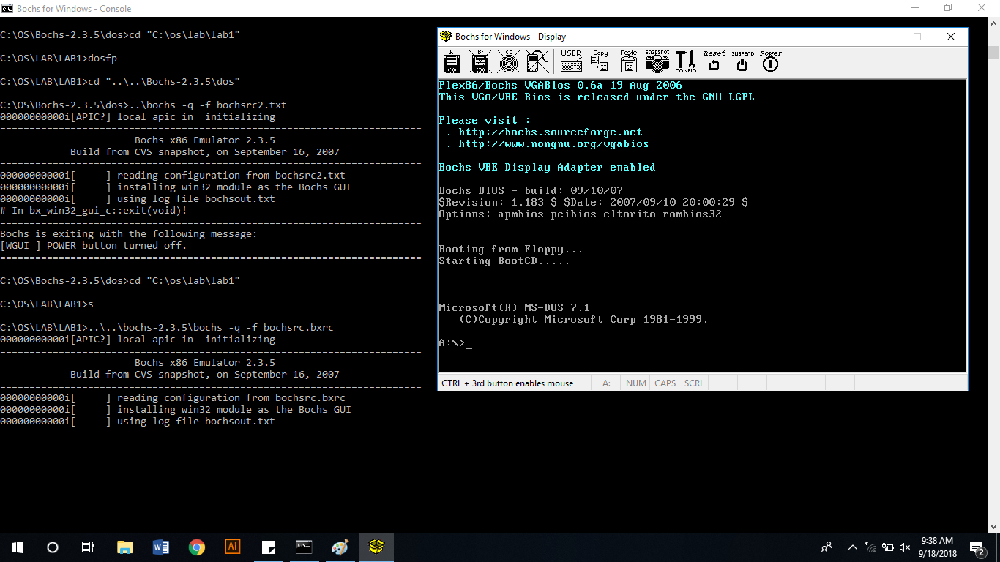 Bochs for Windows - Console
C:\OS\Bochs-2.3.5\dos>cd "C:\os\lab\lab1"
C:\OS\LAB\LAB1>dosfp
C:\OS\LAB\LAB1>cd "..\..\Bochs-2.3.5\dos"
C:\OS\Bochs-2.3.5\dos>..\bochs -q -f bochsrc2.txt
00000000000i[APIC?] local apic in  initializing
========================================================================
Bochs x86 Emulator 2.3.5
Build from CVS snapshot, on September 16, 2007
========================================================================
00000000000i[     ] reading configuration from bochsrc2.txt
00000000000i[     ] installing win32 module as the Bochs GUI
00000000000i[     ] using log file bochsout.txt
# In bx_win32_gui_c::exit(void)!
========================================================================
Bochs is exiting with the following message:
[WGUI ] POWER button turned off.
========================================================================
C:\OS\Bochs-2.3.5\dos>cd "C:\os\lab\lab1"
C:\OS\LAB\LAB1>s
C:\OS\LAB\LAB1>..\..\bochs-2.3.5\bochs -q -f bochsrc.bxrc
00000000000i[APIC?] local apic in  initializing
========================================================================
Bochs x86 Emulator 2.3.5
Build from CVS snapshot, on September 16, 2007
========================================================================
00000000000i[     ] reading configuration from bochsrc.bxrc
00000000000i[     ] installing win32 module as the Bochs GUI
00000000000i[     ] using log file bochsout.txt
Bochs for Windows - Display
A: B: CD USER Copy Paste snapshot CONFIG Reset SUSPEND Power
Plex86/Bochs VGABios 0.6a 19 Aug 2006
This VGA/VBE Bios is released under the GNU LGPL
Please visit :
. http://bochs.sourceforge.net
. http://www.nongnu.org/vgabios
Bochs VBE Display Adapter enabled
Bochs BIOS - build: 09/10/07
$Revision: 1.183 $ $Date: 2007/09/10 20:00:29 $
Options: apmbios pcibios eltorito rombios32
Booting from Floppy...
Starting BootCD.....
Microsoft(R) MS-DOS 7.1
(C)Copyright Microsoft Corp 1981-1999.
A:\>_
CTRL + 3rd button enables mouse A: NUM CAPS SCRL
Ai
9:38 AM
9/18/2018
2